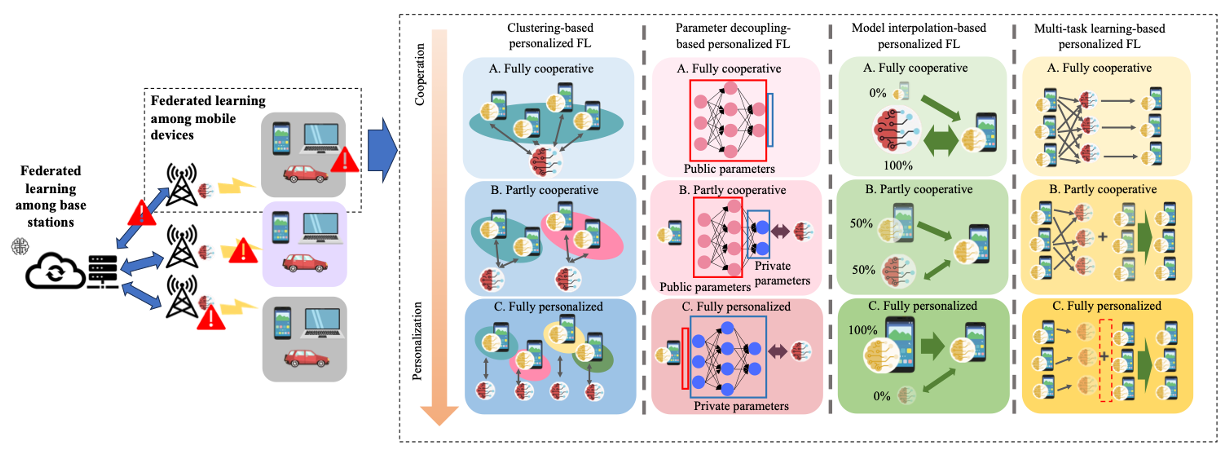 Federated learning
among mobile
devices
Federated
learning
among base
stations
Cooperation
Personalization
Clustering-based
personalized FL
A. Fully cooperative
B. Partly cooperative
C. Fully personalized
Parameter decoupling-
based personalized FL
A. Fully cooperative
Public parameters
B. Partly cooperative
Private
parameters
Public parameters
C. Fully personalized
Private parameters
Model interpolation-based
personalized FL
A. Fully cooperative
0%
100%
B. Partly cooperative
50%
50%
C. Fully personalized
100%
0%
Multi-task learning-based
personalized FL
A. Fully cooperative
B. Partly cooperative
+
C. Fully personalized
+